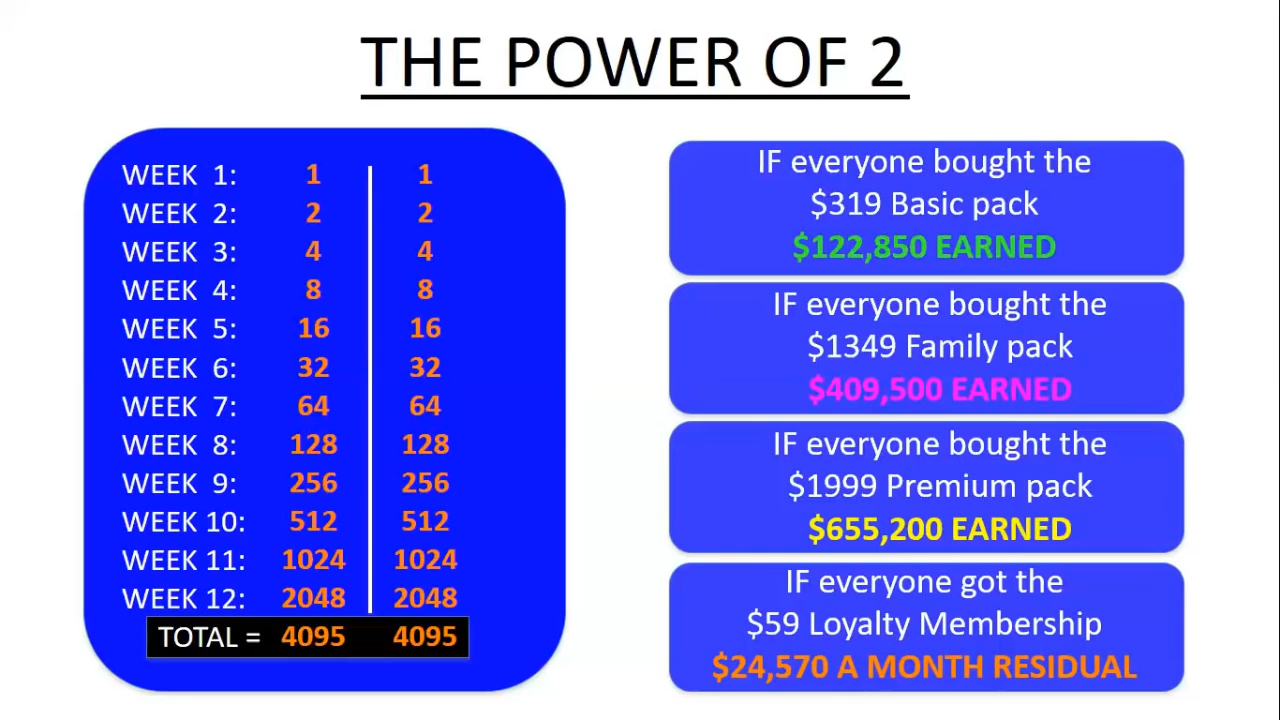 THE POWER OF 2
WEEK 1: 1 1
WEEK 2: 2 2
WEEK 3: 4 4
WEEK 4: 8 8
WEEK 5: 16 16
WEEK 6: 32 32
WEEK 7: 64 64
WEEK 8: 128 128
WEEK 9: 256 256
WEEK 10: 512 512
WEEK 11: 1024 1024
WEEK 12: 2048 2048
TOTAL = 4095 4095
IF everyone bought the
$319 Basic pack
$122,850 EARNED
IF everyone bought the
$1349 Family pack
$409,500 EARNED
IF everyone bought the
$1999 Premium pack
$655,200 EARNED
IF everyone got the
$59 Loyalty Membership
$24,570 A MONTH RESIDUAL